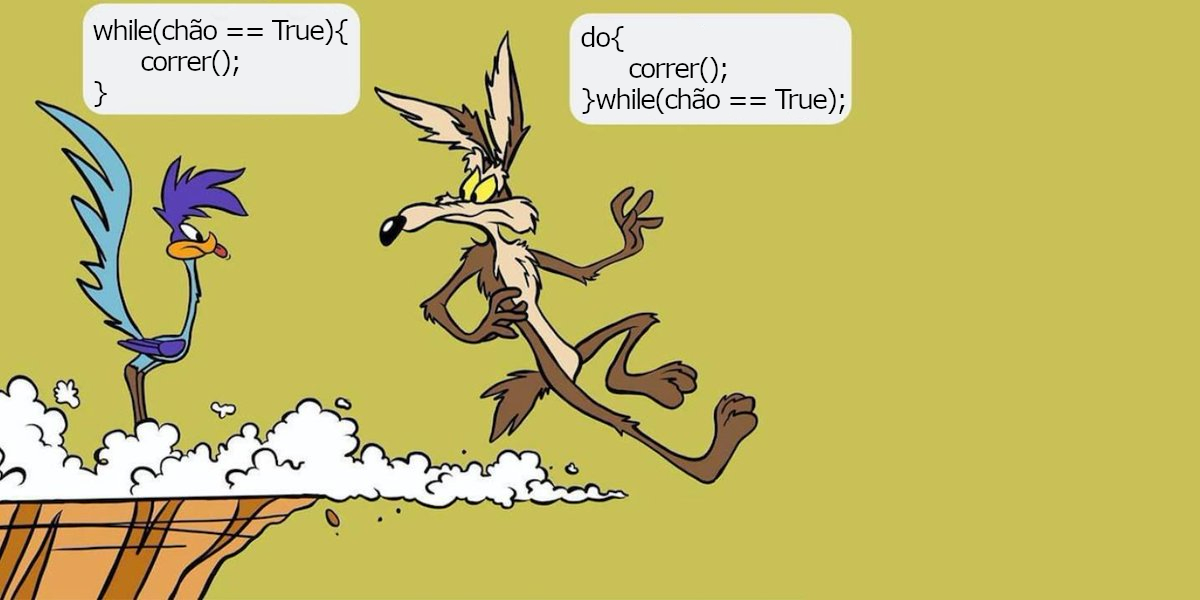 while(chão == True){
correr();
}
do{
correr();
}while(chão == True);